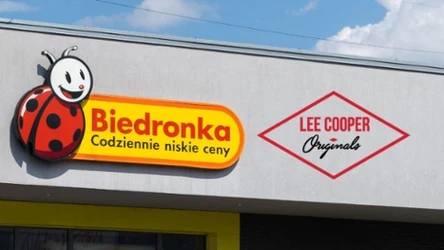 Biedronka
Codziennie niskie ceny
LEE COOPER
Originals